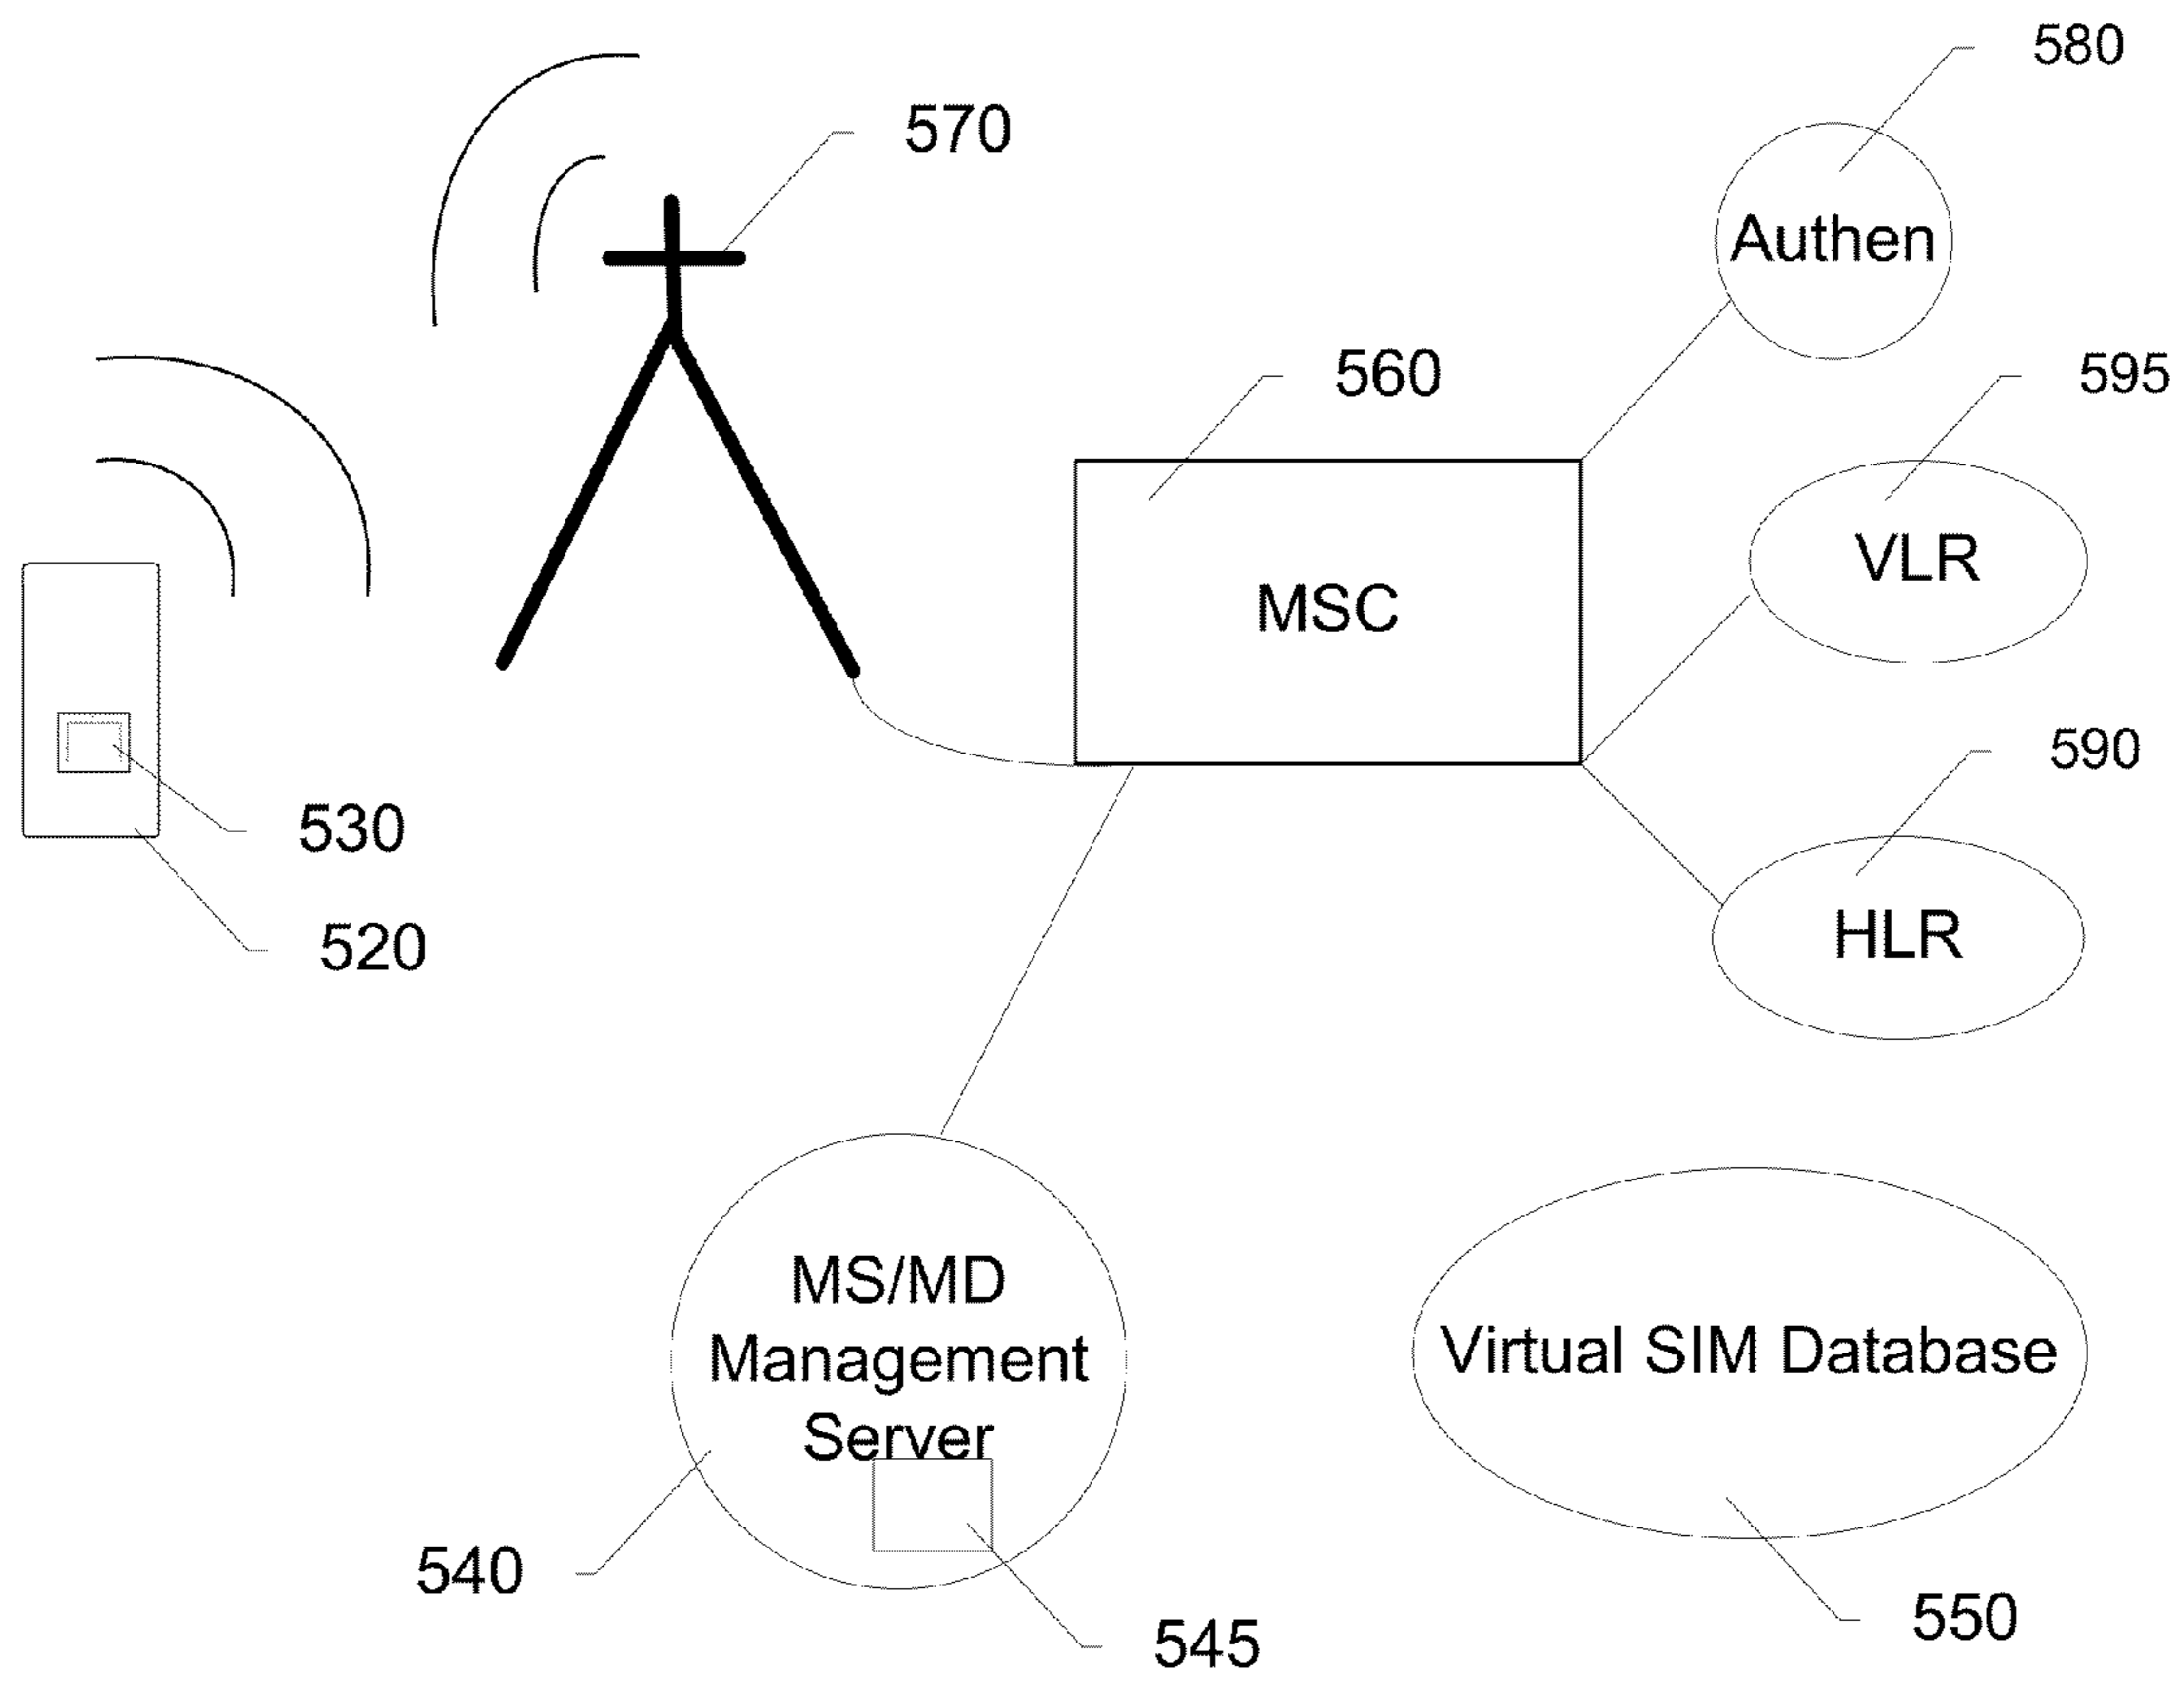 580
570
Authen
560
595
VLR
MSC
590
530
HLR
520
MS/MD
Management
Server
Virtual SIM Database
540
550
545